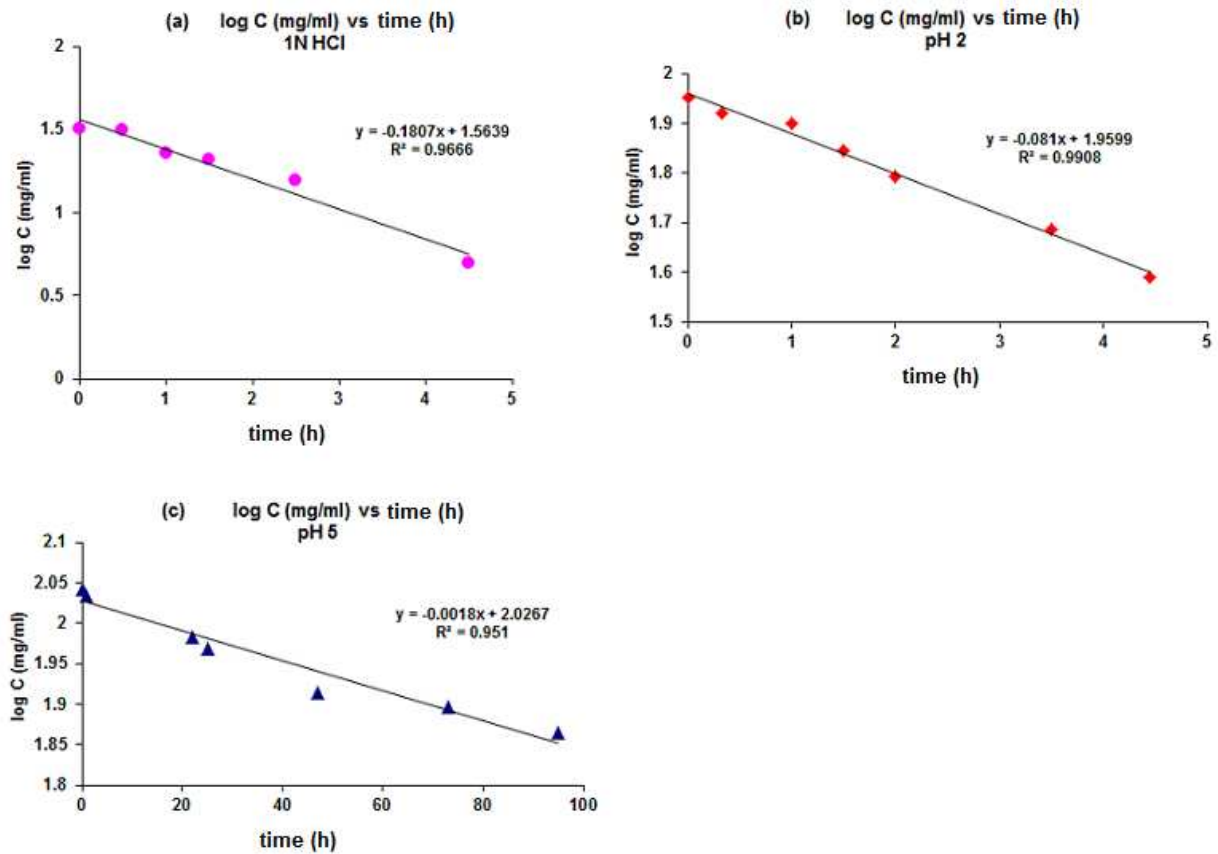 (a) log C (mg/ml) vs time (h)
1N HCl
2
1.5
1
0.5
0
0 1 2 3 4 5
log C (mg/ml)
time (h)
y = -0.1807x + 1.5639
R² = 0.9666
(b) log C (mg/ml) vs time (h)
pH 2
2
1.9
1.8
1.7
1.6
1.5
0 1 2 3 4 5
log C (mg/ml)
time (h)
y = -0.081x + 1.9599
R² = 0.9908
(c) log C (mg/ml) vs time (h)
pH 5
2.1
2.05
2
1.95
1.9
1.85
1.8
0 20 40 60 80 100
log C (mg/ml)
time (h)
y = -0.0018x + 2.0267
R² = 0.951